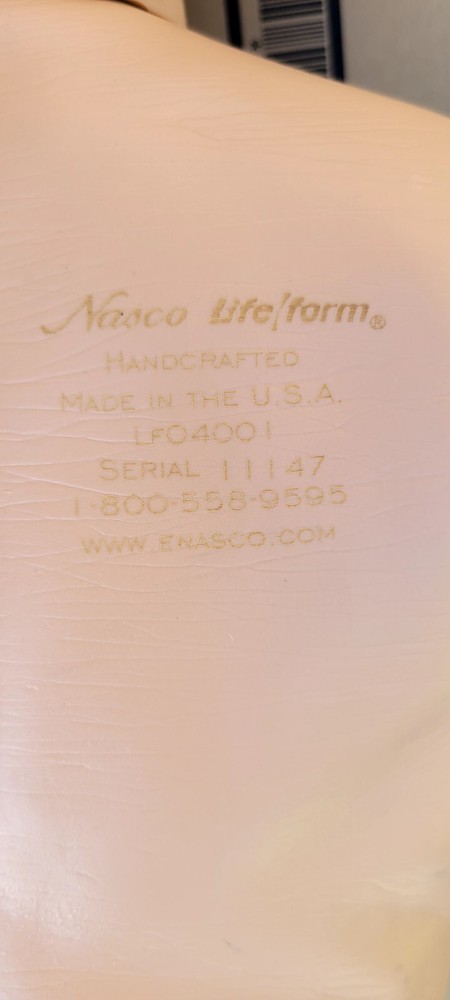 Nasco Life/form®
HANDCRAFTED
MADE IN THE U.S.A.
LF04001
SERIAL 11147
1-800-558-9595
WWW.ENASCO.COM